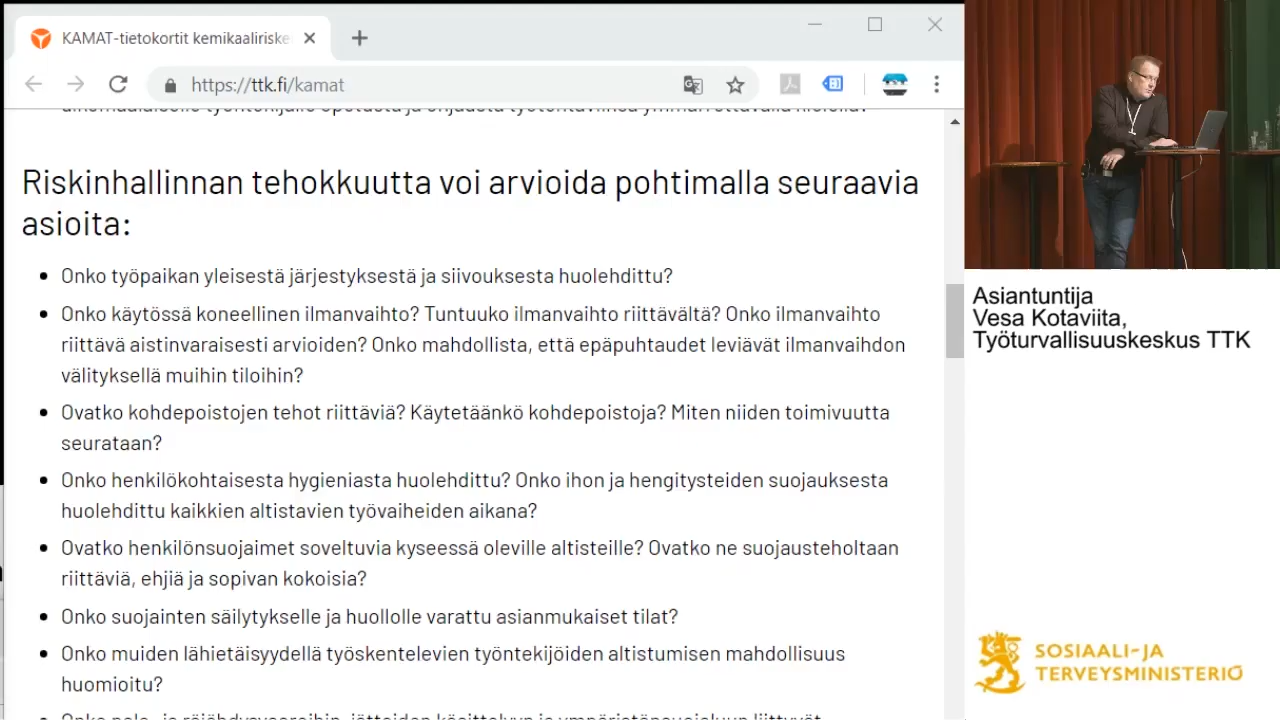 KAMAT-tietokortit kemikaaliriske
https://ttk.fi/kamat
Riskinhallinnan tehokkuutta voi arvioida pohtimalla seuraavia
asioita:
Onko työpaikan yleisestä järjestyksestä ja siivouksesta huolehdittu?
Onko käytössä koneellinen ilmanvaihto? Tuntuuko ilmanvaihto riittävältä? Onko ilmanvaihto
riittävä aistinvaraisesti arvioiden? Onko mahdollista, että epäpuhtaudet leviävät ilmanvaihdon
välityksellä muihin tiloihin?
Ovatko kohdepoistojen tehot riittäviä? Käytetäänkö kohdepoistoja? Miten niiden toimivuutta
seurataan?
Onko henkilökohtaisesta hygieniasta huolehdittu? Onko ihon ja hengitysteiden suojauksesta
huolehdittu kaikkien altistavien työvaiheiden aikana?
Ovatko henkilönsuojaimet soveltuvia kyseessä oleville altisteille? Ovatko ne suojausteholtaan
riittäviä, ehjiä ja sopivan kokoisia?
Onko suojainten säilytykselle ja huollolle varattu asianmukaiset tilat?
Onko muiden lähietäisyydellä työskentelevien työntekijöiden altistumisen mahdollisuus
huomioitu?
Asiantuntija
Vesa Kotaviita,
Työturvallisuuskeskus TTK
SOSIAALI- JA
TERVEYSMINISTERIÖ